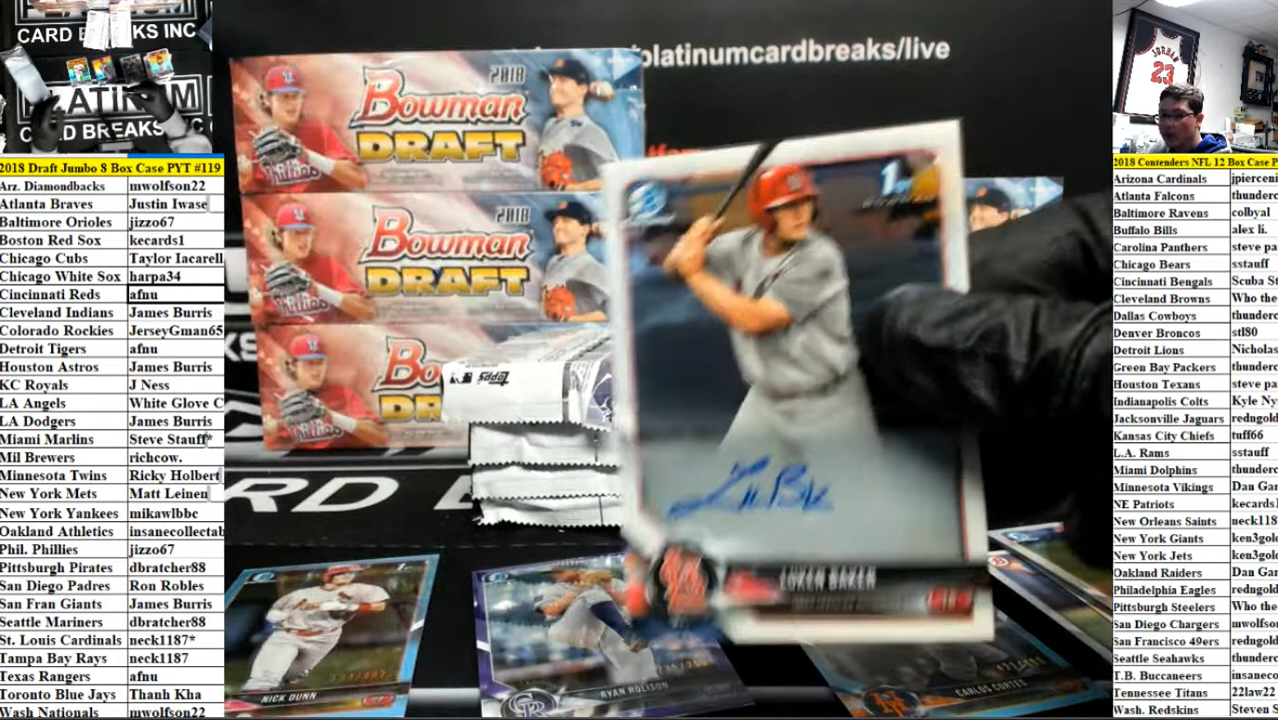 CARD BREAKS INC
PLATINUM
CARD BREAKS
2018 Draft Jumbo 8 Box Case PYT #119
Arz. Diamondbacks mwolfson22
Atlanta Braves Justin Iwase
Baltimore Orioles jizzo67
Boston Red Sox kecards1
Chicago Cubs Taylor Iacarell
Chicago White Sox harpa34
Cincinnati Reds afnu
Cleveland Indians James Burris
Colorado Rockies JerseyGman65
Detroit Tigers afnu
Houston Astros James Burris
KC Royals J Ness
LA Angels White Glove C
LA Dodgers James Burris
Miami Marlins Steve Stauff*
Mil Brewers richcow.
Minnesota Twins Ricky Holbert
New York Mets Matt Leinen
New York Yankees mikawlbbc
Oakland Athletics insanecollectab
Phil. Phillies jizzo67
Pittsburgh Pirates dbratcher88
San Diego Padres Ron Robles
San Fran Giants James Burris
Seattle Mariners dbratcher88
St. Louis Cardinals neck1187*
Tampa Bay Rays neck1187
Texas Rangers afnu
Toronto Blue Jays Thanh Kha
Wash Nationals mwolfson22
/platinumcardbreaks/live
2018
Bowman
DRAFT
Phillies
2018
Bowman
DRAFT
Phillies
Bo
DR
Phillies
Topps
1st
LUKEN BAKER
NICK DUNN
RYAN ROLISON
CARLOS CORTES
CR
JORDAN
23
2018 Contenders NFL 12 Box Case P
Arizona Cardinals jpierceni
Atlanta Falcons thunderc
Baltimore Ravens colbyal
Buffalo Bills alex li.
Carolina Panthers steve pa
Chicago Bears sstauff
Cincinnati Bengals Scuba St
Cleveland Browns Who the
Dallas Cowboys thunderc
Denver Broncos stl80
Detroit Lions Nicholas
Green Bay Packers thunderc
Houston Texans steve pa
Indianapolis Colts Kyle Ny
Jacksonville Jaguars redngold
Kansas City Chiefs tuff66
L.A. Rams sstauff
Miami Dolphins thunderc
Minnesota Vikings Dan Gar
NE Patriots kecards1
New Orleans Saints neck118
New York Giants ken3gold
New York Jets ken3gold
Oakland Raiders Dan Gar
Philadelphia Eagles redngold
Pittsburgh Steelers Who the
San Diego Chargers mwolfson
San Francisco 49ers redngold
Seattle Seahawks thunderc
T.B. Buccaneers insaneco
Tennessee Titans 22law22
Wash. Redskins Steven S